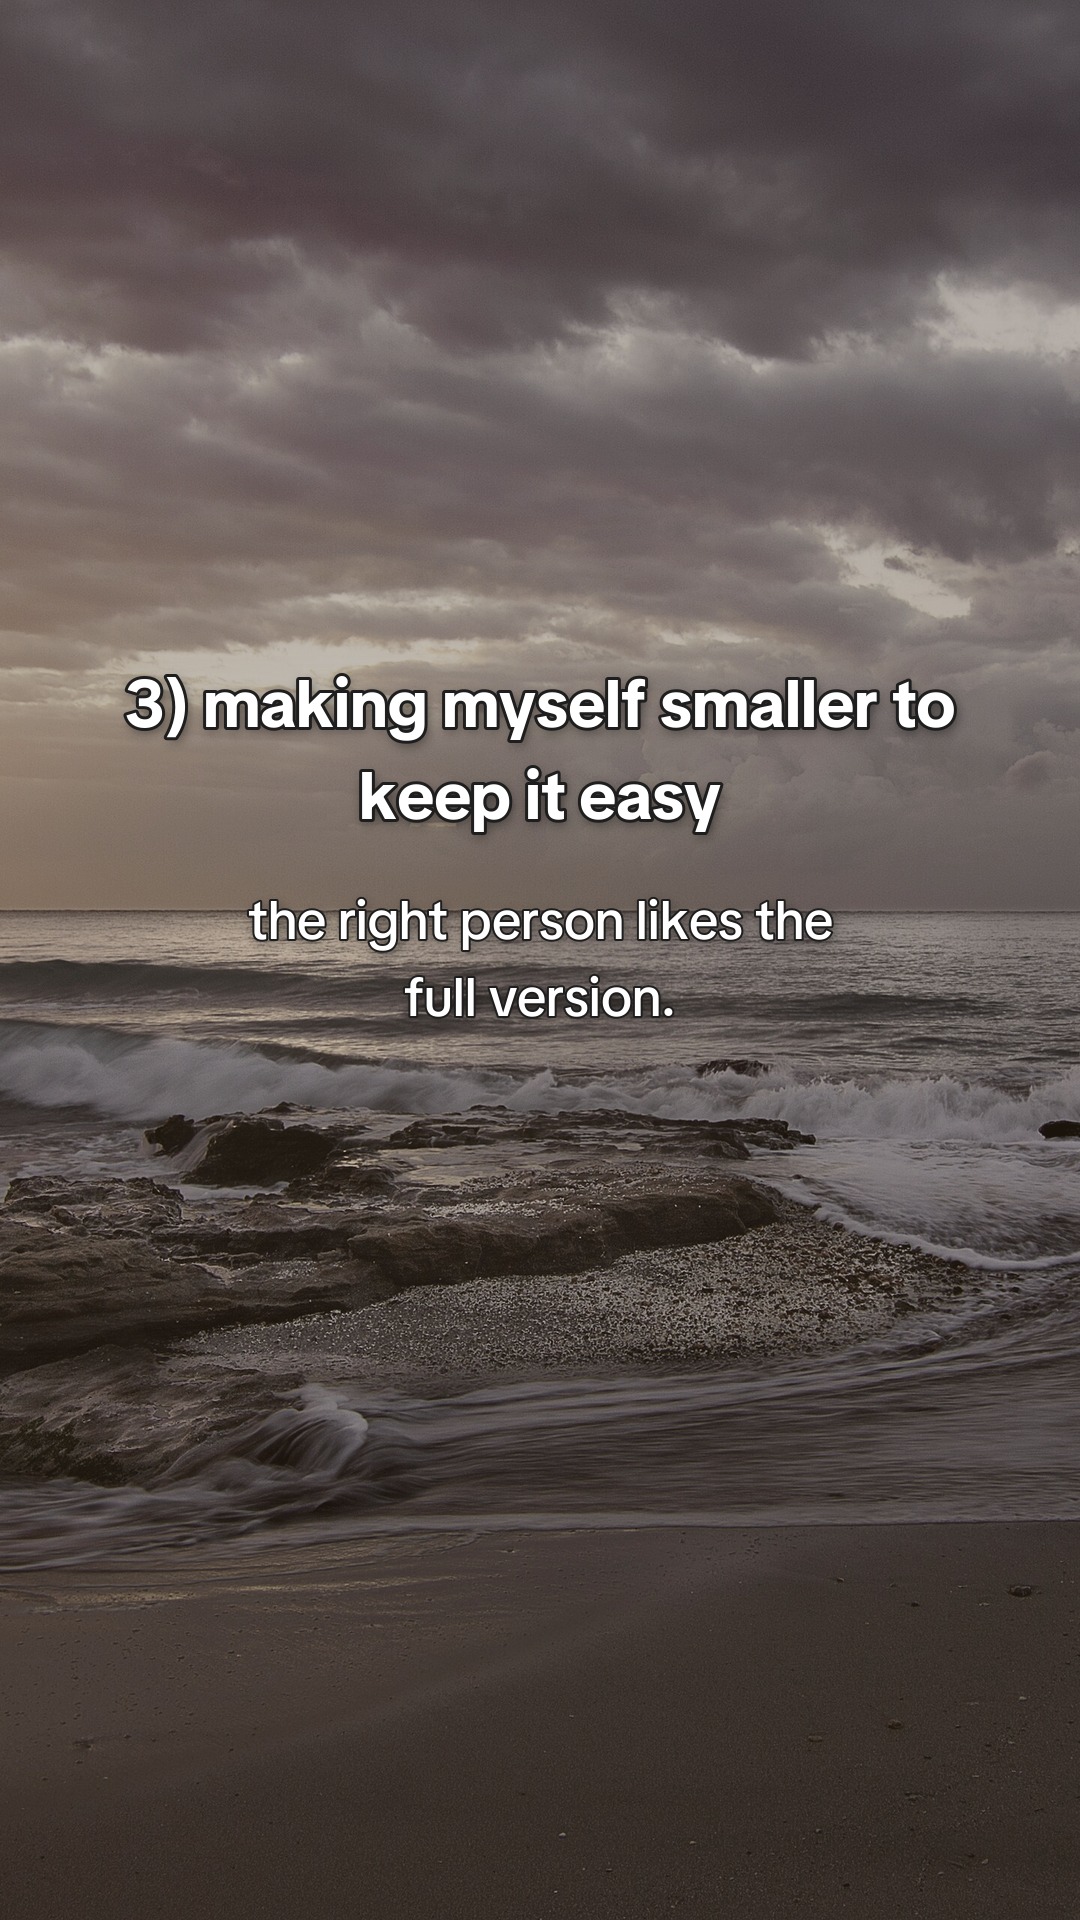 3) making myself smaller to
keep it easy
the right person likes the
full version.